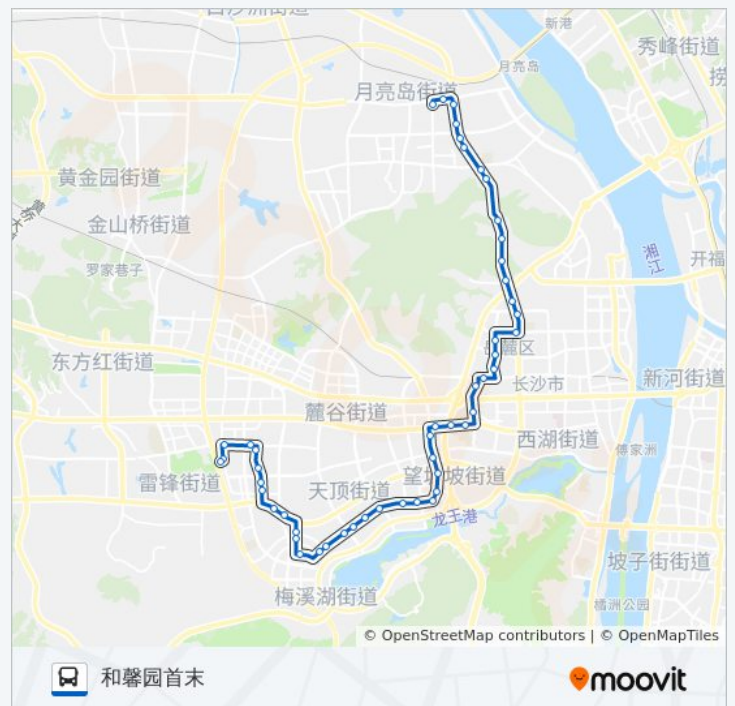 白沙洲街道
新港
秀峰街道
月亮岛
月亮岛街道
捞
黄金园街道
黄桥大
金山桥街道
湘江
开福
罗家巷子
岳麓区
东方红街道
长沙市
新河街道
麓谷街道
西湖街道
傅家洲
望城坡街道
雷锋街道
天顶街道
龙王港
坡子街街道
梅溪湖街道
橘洲公园
© OpenStreetMap contributors | © OpenMapTiles
和馨园首末
moovit